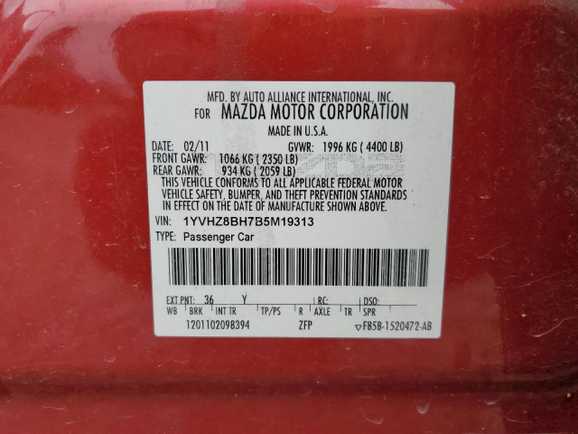 MFD. BY AUTO ALLIANCE INTERNATIONAL, INC.
FOR MAZDA MOTOR CORPORATION
MADE IN U.S.A.
DATE: 02/11 GVWR: 1996 KG (4400 LB)
FRONT GAWR: 1066 KG (2350 LB)
REAR GAWR: 934 KG (2059 LB)
THIS VEHICLE CONFORMS TO ALL APPLICABLE FEDERAL MOTOR
VEHICLE SAFETY, BUMPER, AND THEFT PREVENTION STANDARDS
IN EFFECT ON THE DATE OF MANUFACTURE SHOWN ABOVE.
VIN: 1YVHZ8BH7B5M19313
TYPE: Passenger Car
EXT PNT: 36 Y RC: DSO:
WB BRK INT TR TP/PS R AXLE TR SPR
1201102098394 ZFP F85B-1520472-AB